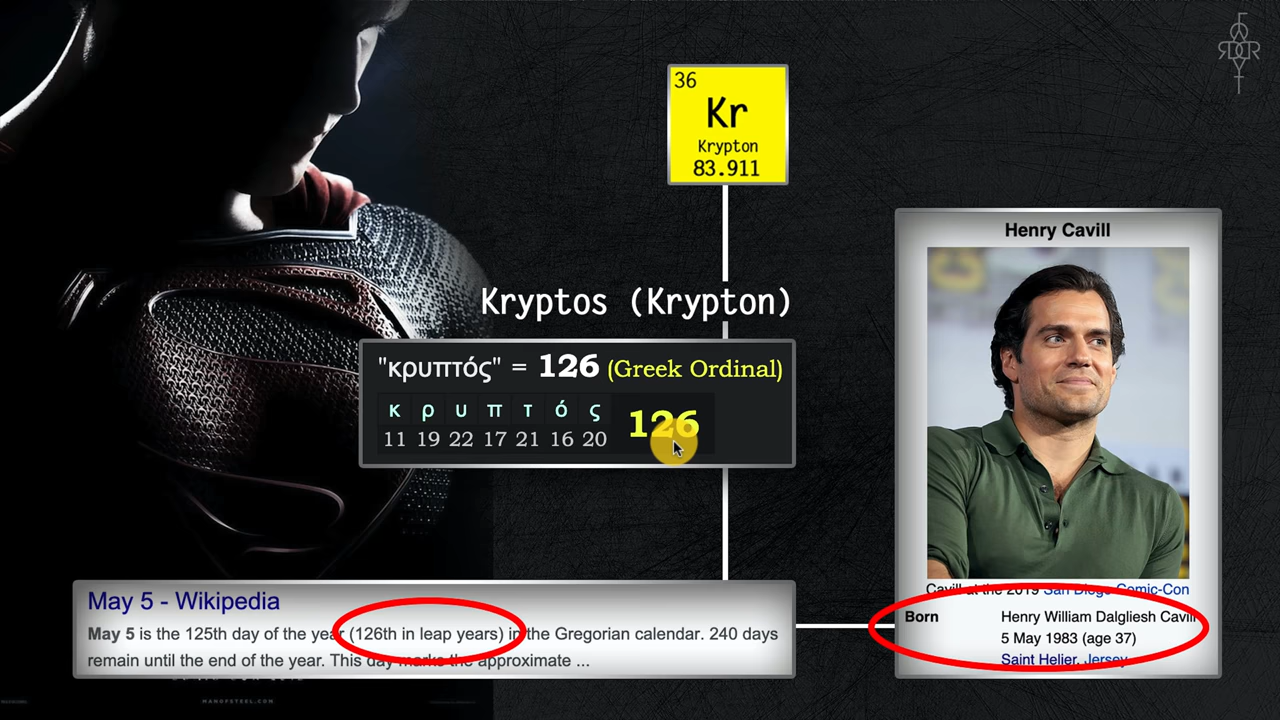 36
Kr
Krypton
83.911
Henry Cavill
Kryptos (Krypton)
"κρυπτός" = 126 (Greek Ordinal)
κ ρ υ π τ ό ς
11 19 22 17 21 16 20
126
Cavill at the 2019 San Diego Comic-Con
Born Henry William Dalgliesh Cavill
5 May 1983 (age 37)
Saint Helier, Jersey
May 5 - Wikipedia
May 5 is the 125th day of the year (126th in leap years) in the Gregorian calendar. 240 days
remain until the end of the year. This day marks the approximate ...
MANOFSTEEL.COM